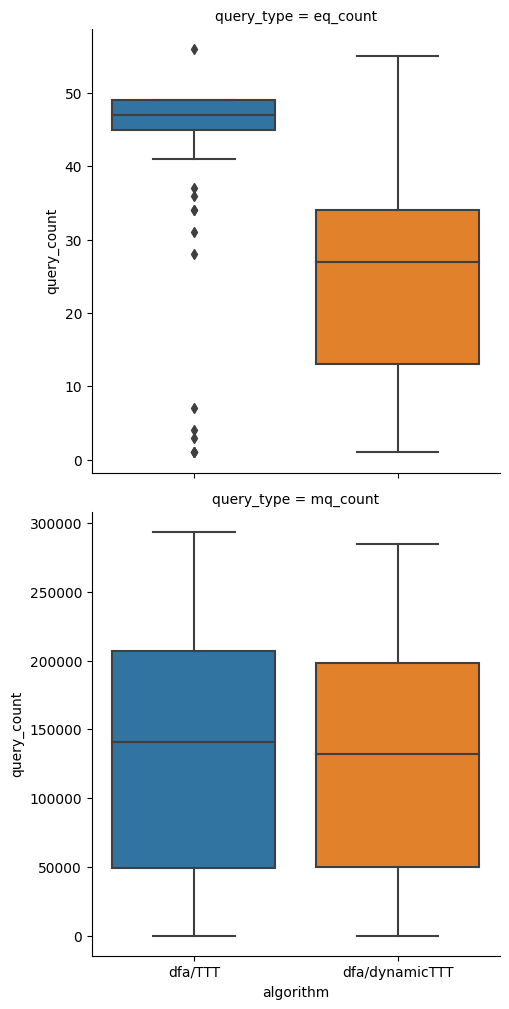 query_type = eq_count
50
40
30
20
10
0
query_count
query_type = mq_count
300000
250000
200000
150000
100000
50000
0
query_count
dfa/TTT
dfa/dynamicTTT
algorithm